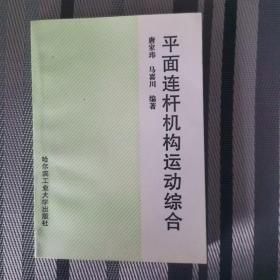 平面连杆机构运动综合
唐家玮 马喜川 编著
哈尔滨工业大学出版社